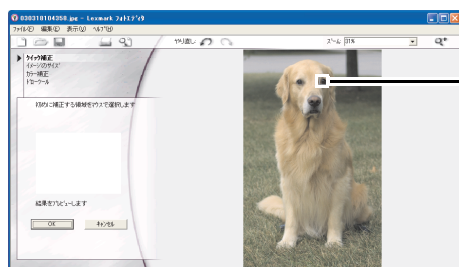 030318104358.jpg - Lexmark フォトエディタ
ファイル(F) 編集(E) 表示(V) ヘルプ(H)
やり直し ズーム 31%
クイック補正
イメージのサイズ
カラー補正
ドローツール
初めに補正する領域をマウスで選択します
結果をプレビューします
OK キャンセル